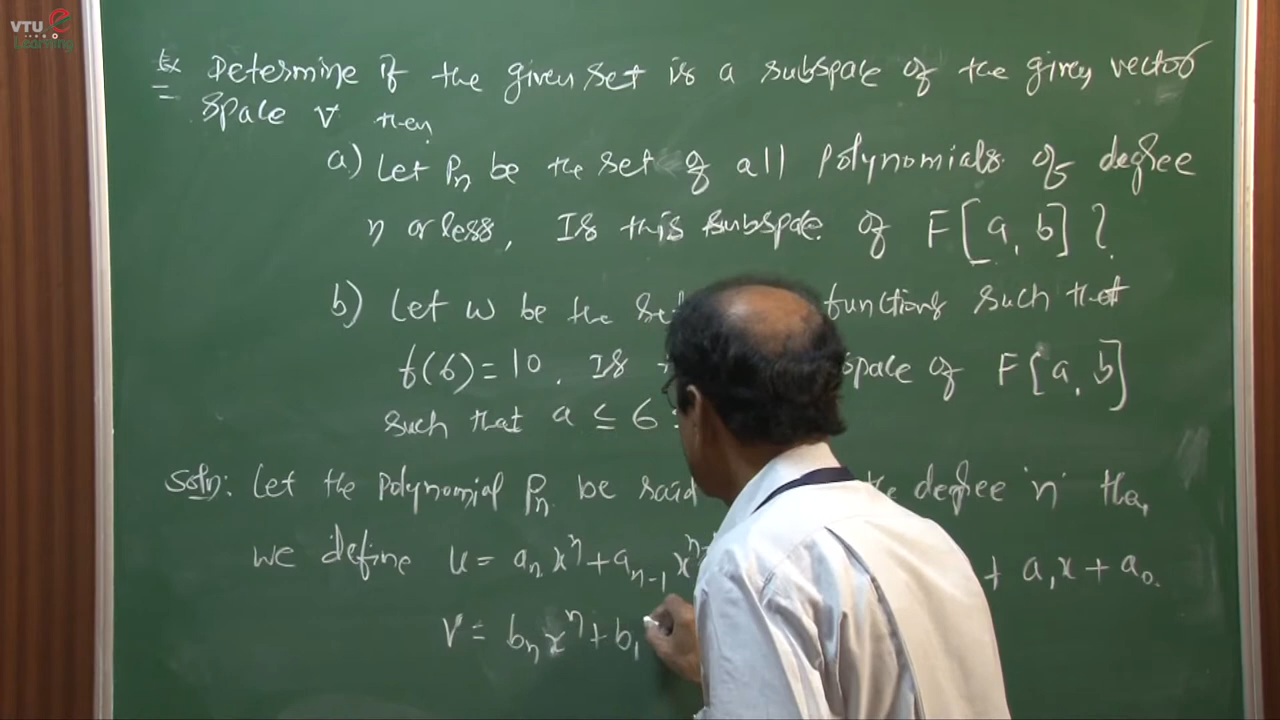 VTU e
Learning
Ex Determine if the given set is a subspace of the given vector
space V then
a) Let Pn be the set of all polynomials of degree
n or less, Is this subspace of F[a, b] ?
b) Let W be the set functions such that
f(6) = 10. Is space of F[a, b]
such that a ≤ 6
Soln: Let the polynomial Pn be said degree 'n' then
we define u = aₙxⁿ + aₙ₋₁xⁿ + a₁x + a₀.
V = bₙxⁿ + b₁